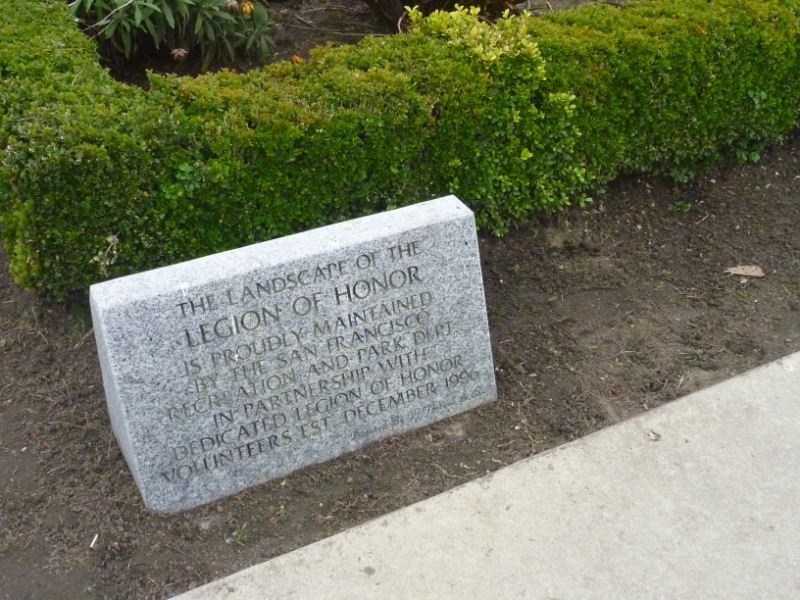 THE LANDSCAPE OF THE
LEGION OF HONOR
IS PROUDLY MAINTAINED
BY THE SAN FRANCISCO
RECREATION AND PARK DEPT.
IN PARTNERSHIP WITH
DEDICATED LEGION OF HONOR
VOLUNTEERS EST. DECEMBER 1996